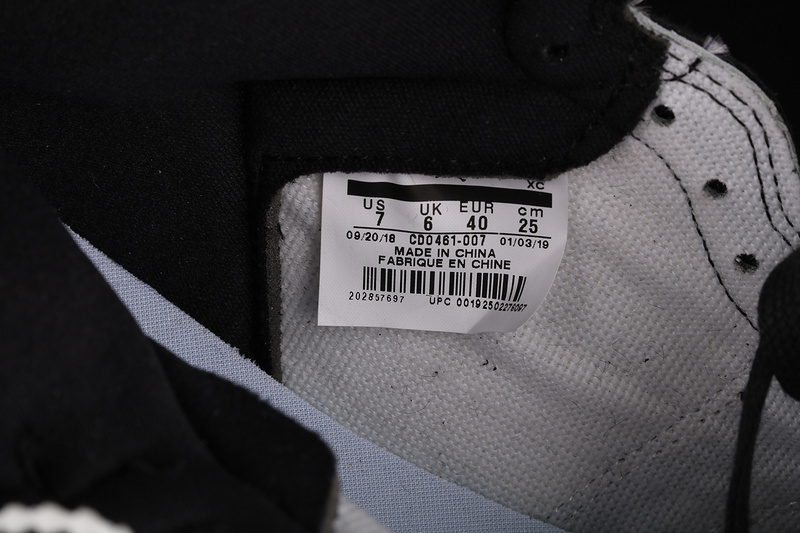 XC
US UK EUR cm
7 6 40 25
09/20/18 CD0461-007 01/03/19
MADE IN CHINA
FABRIQUE EN CHINE
202857697 UPC 00192502276097